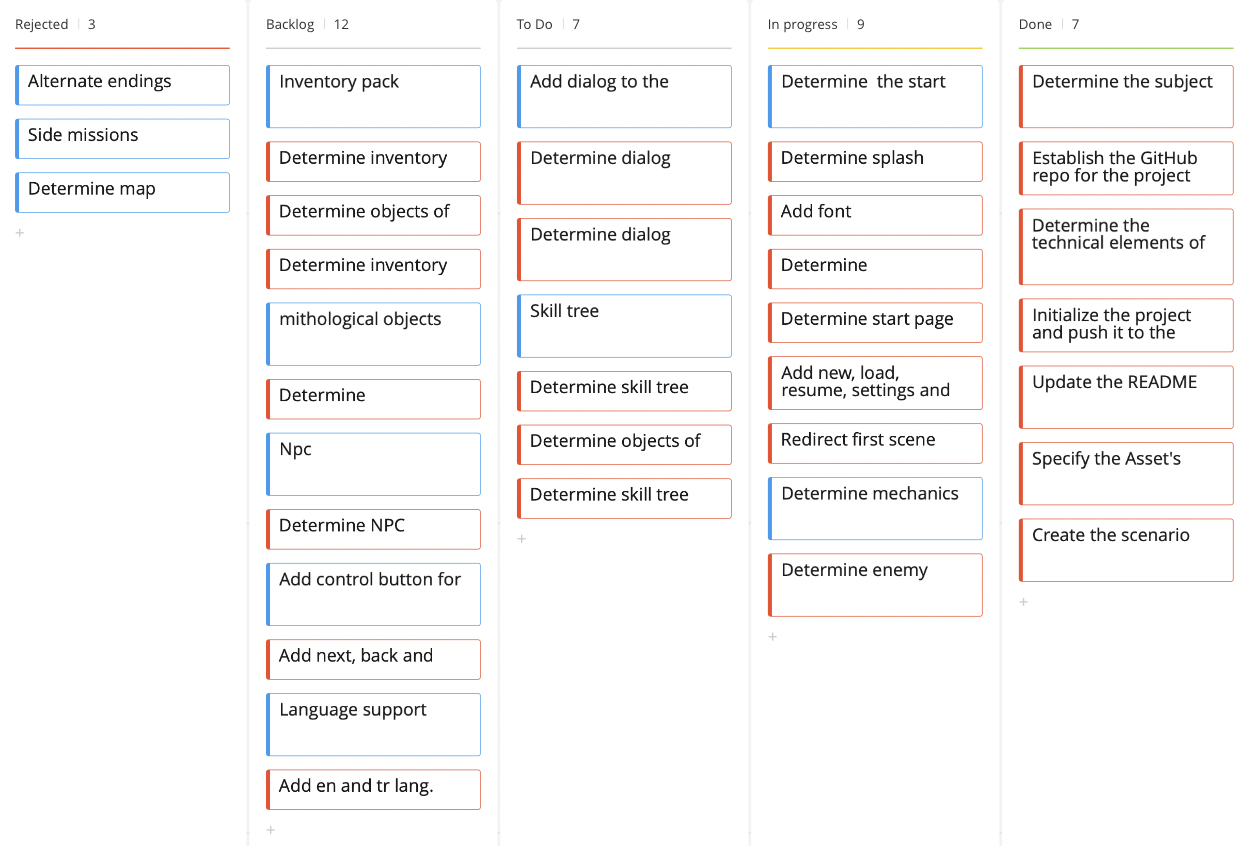 Rejected 3
Alternate endings
Side missions
Determine map
+
Backlog 12
Inventory pack
Determine inventory
Determine objects of
Determine inventory
mithological objects
Determine
Npc
Determine NPC
Add control button for
Add next, back and
Language support
Add en and tr lang.
+
To Do 7
Add dialog to the
Determine dialog
Determine dialog
Skill tree
Determine skill tree
Determine objects of
Determine skill tree
+
In progress 9
Determine  the start
Determine splash
Add font
Determine
Determine start page
Add new, load,
resume, settings and
Redirect first scene
Determine mechanics
Determine enemy
+
Done 7
Determine the subject
Establish the GitHub
repo for the project
Determine the
technical elements of
Initialize the project
and push it to the
Update the README
Specify the Asset's
Create the scenario
+